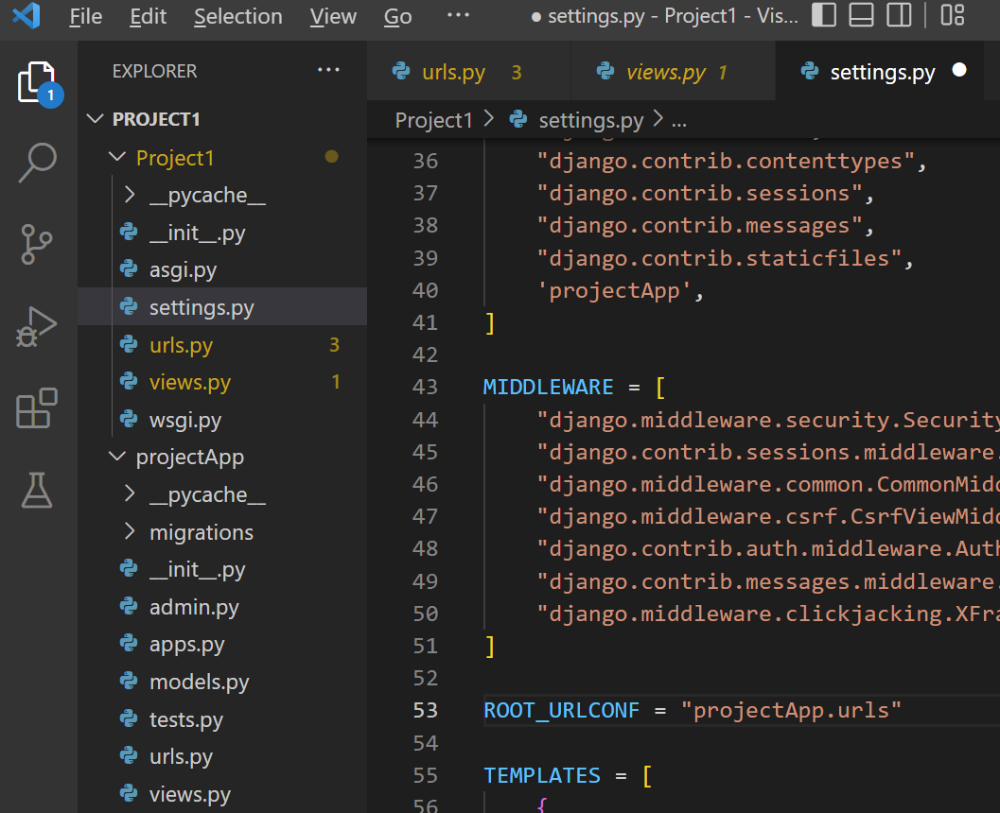 File Edit Selection View Go ··· ● settings.py - Project1 - Vis...
1
EXPLORER ···
PROJECT1
Project1
__pycache__
__init__.py
asgi.py
settings.py
urls.py 3
views.py 1
wsgi.py
projectApp
__pycache__
migrations
__init__.py
admin.py
apps.py
models.py
tests.py
urls.py
views.py
urls.py 3 views.py 1 settings.py ●
Project1 > settings.py > ...
36 "django.contrib.contenttypes",
37 "django.contrib.sessions",
38 "django.contrib.messages",
39 "django.contrib.staticfiles",
40 'projectApp',
41 ]
42
43 MIDDLEWARE = [
44 "django.middleware.security.Security
45 "django.contrib.sessions.middleware.
46 "django.middleware.common.CommonMidd
47 "django.middleware.csrf.CsrfViewMidd
48 "django.contrib.auth.middleware.Auth
49 "django.contrib.messages.middleware.
50 "django.middleware.clickjacking.XFra
51 ]
52
53 ROOT_URLCONF = "projectApp.urls"
54
55 TEMPLATES = [
56 {